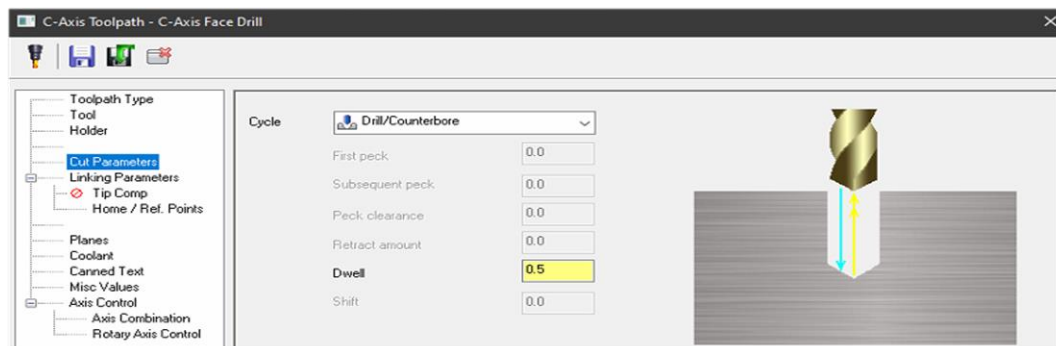 C-Axis Toolpath - C-Axis Face Drill
Toolpath Type
Tool
Holder
Cut Parameters
Linking Parameters
Tip Comp
Home / Ref. Points
Planes
Coolant
Canned Text
Misc Values
Axis Control
Axis Combination
Rotary Axis Control
Cycle Drill/Counterbore
First peck 0.0
Subsequent peck 0.0
Peck clearance 0.0
Retract amount 0.0
Dwell 0.5
Shift 0.0